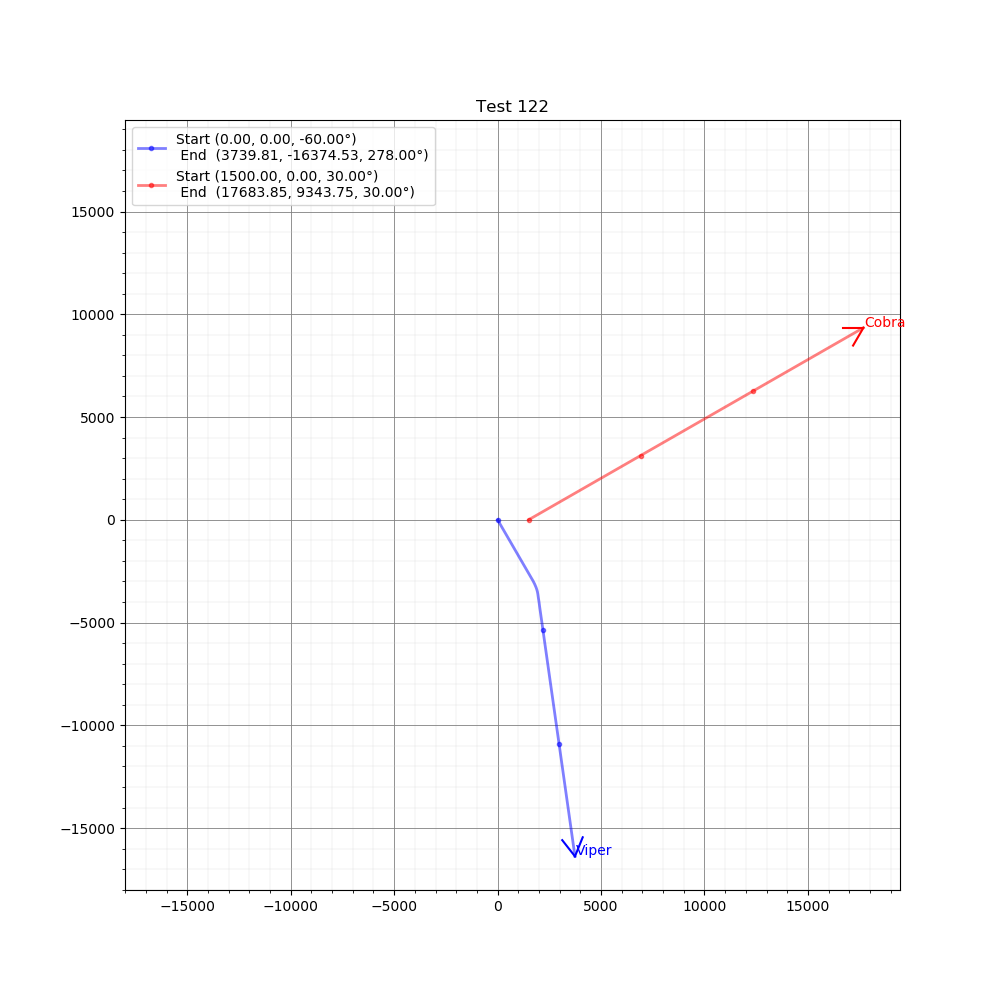 Test 122
Start (0.00, 0.00, -60.00°)
End (3739.81, -16374.53, 278.00°)
Start (1500.00, 0.00, 30.00°)
End (17683.85, 9343.75, 30.00°)
15000
10000
5000
0
−5000
−10000
−15000
Cobra
Viper
−15000 −10000 −5000 0 5000 10000 15000